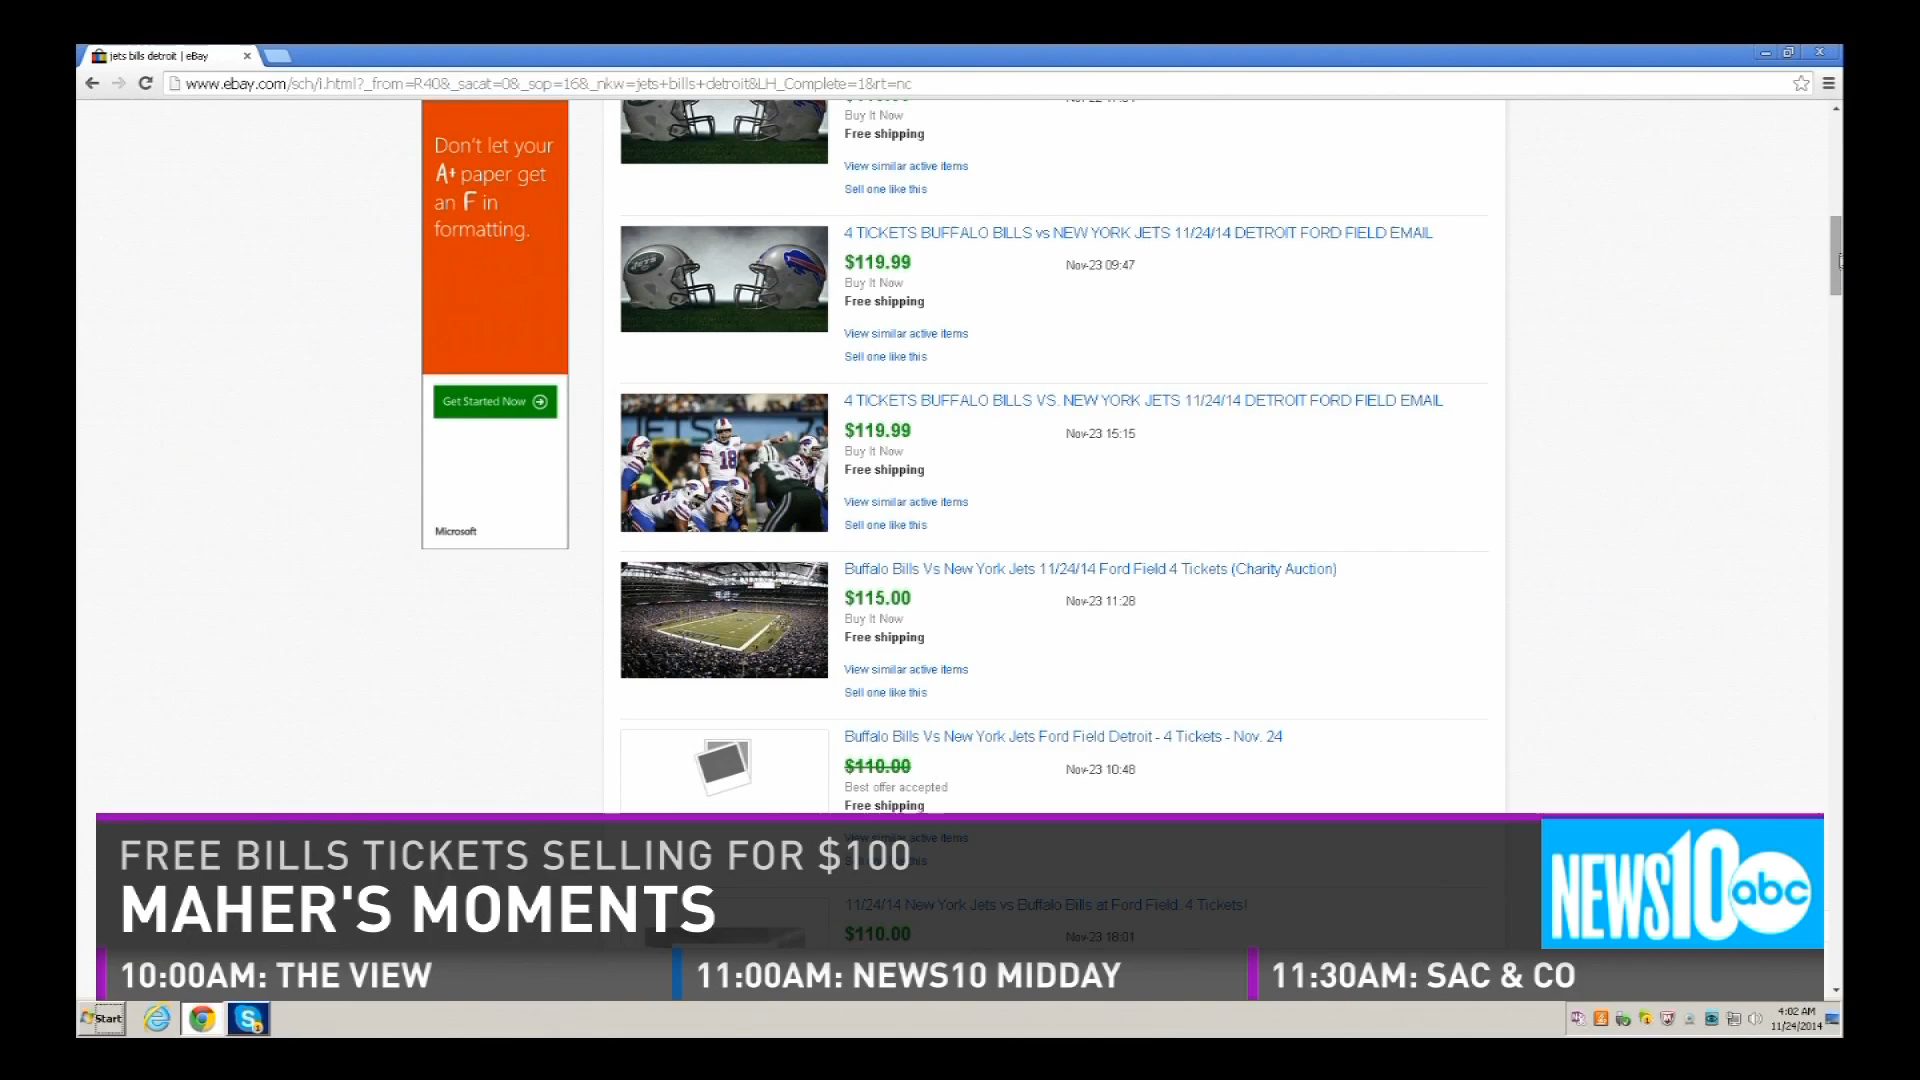 jets bills detroit | eBay
www.ebay.com/sch/i.html?_from=R40&_sacat=0&_sop=16&_nkw=jets+bills+detroit&LH_Complete=1&rt=nc
Don't let your
A+ paper get
an F in
formatting.
Get Started Now
Microsoft
Buy It Now
Free shipping
View similar active items
Sell one like this
4 TICKETS BUFFALO BILLS vs NEW YORK JETS 11/24/14 DETROIT FORD FIELD EMAIL
$119.99
Nov-23 09:47
Buy It Now
Free shipping
View similar active items
Sell one like this
JETS
18
4 TICKETS BUFFALO BILLS VS. NEW YORK JETS 11/24/14 DETROIT FORD FIELD EMAIL
$119.99
Nov-23 15:15
Buy It Now
Free shipping
View similar active items
Sell one like this
Buffalo Bills Vs New York Jets 11/24/14 Ford Field 4 Tickets (Charity Auction)
$115.00
Nov-23 11:28
Buy It Now
Free shipping
View similar active items
Sell one like this
Buffalo Bills Vs New York Jets Ford Field Detroit - 4 Tickets - Nov. 24
$110.00
Nov-23 10:48
Best offer accepted
Free shipping
View similar active items
11/24/14 New York Jets vs Buffalo Bills at Ford Field. 4 Tickets!
$110.00
Nov-23 18:01
FREE BILLS TICKETS SELLING FOR $100
MAHER'S MOMENTS
NEWS10 abc
10:00AM: THE VIEW
11:00AM: NEWS10 MIDDAY
11:30AM: SAC & CO
Start
4:02 AM
11/24/2014